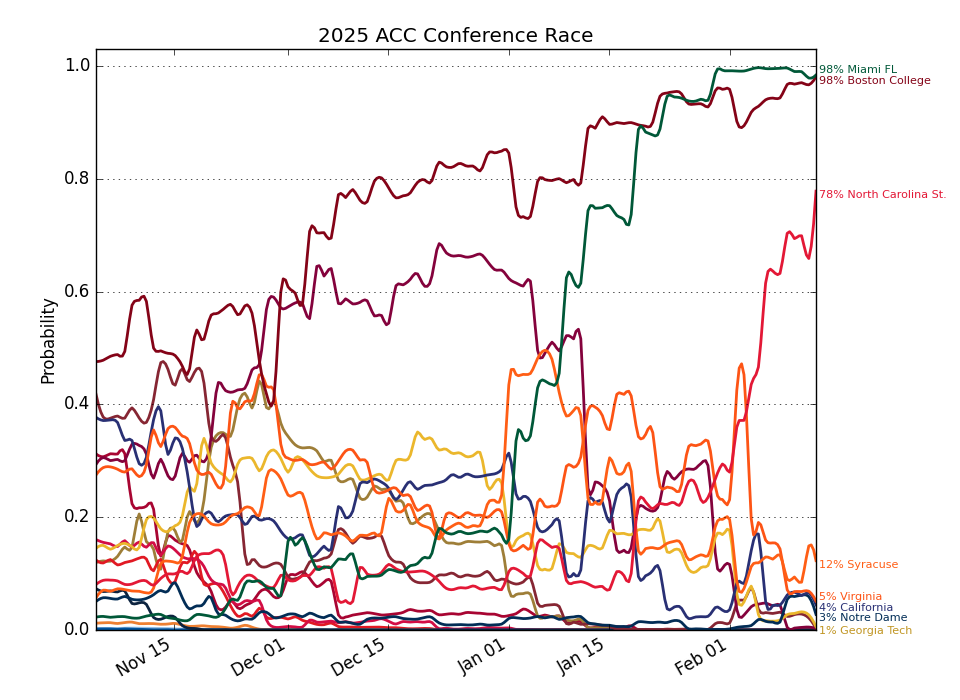 2025 ACC Conference Race
Probability
1.0
0.8
0.6
0.4
0.2
0.0
Nov 15
Dec 01
Dec 15
Jan 01
Jan 15
Feb 01
98% Miami FL
98% Boston College
78% North Carolina St.
12% Syracuse
5% Virginia
4% California
3% Notre Dame
1% Georgia Tech